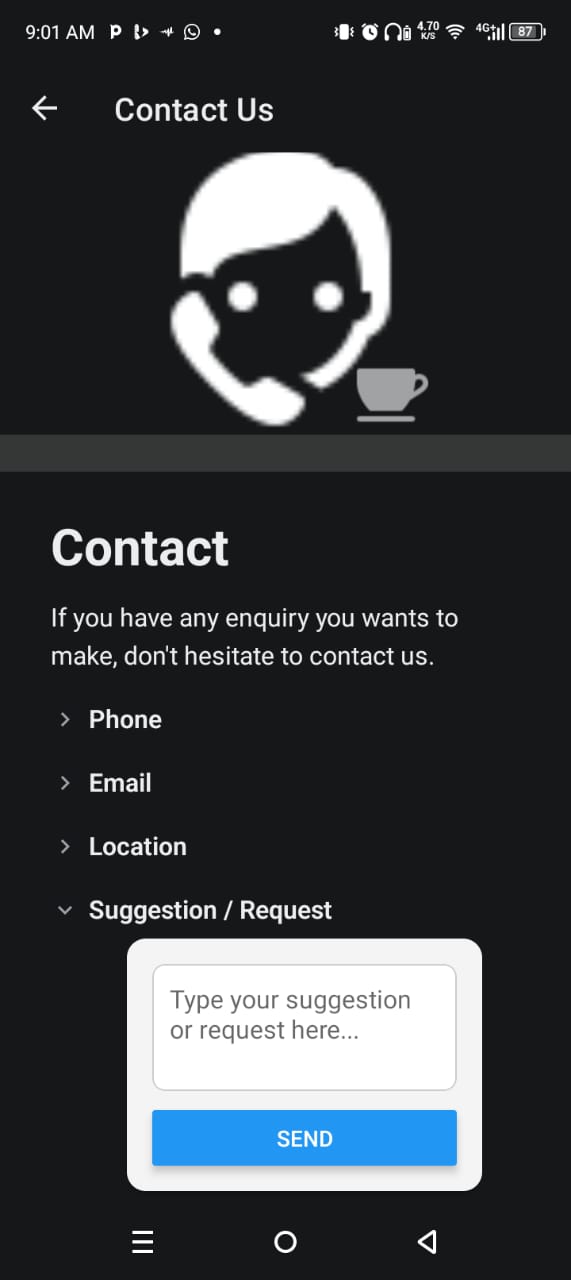 9:01 AM 4.70 K/S 4G+ 87
Contact Us
Contact
If you have any enquiry you wants to
make, don't hesitate to contact us.
Phone
Email
Location
Suggestion / Request
Type your suggestion
or request here...
SEND